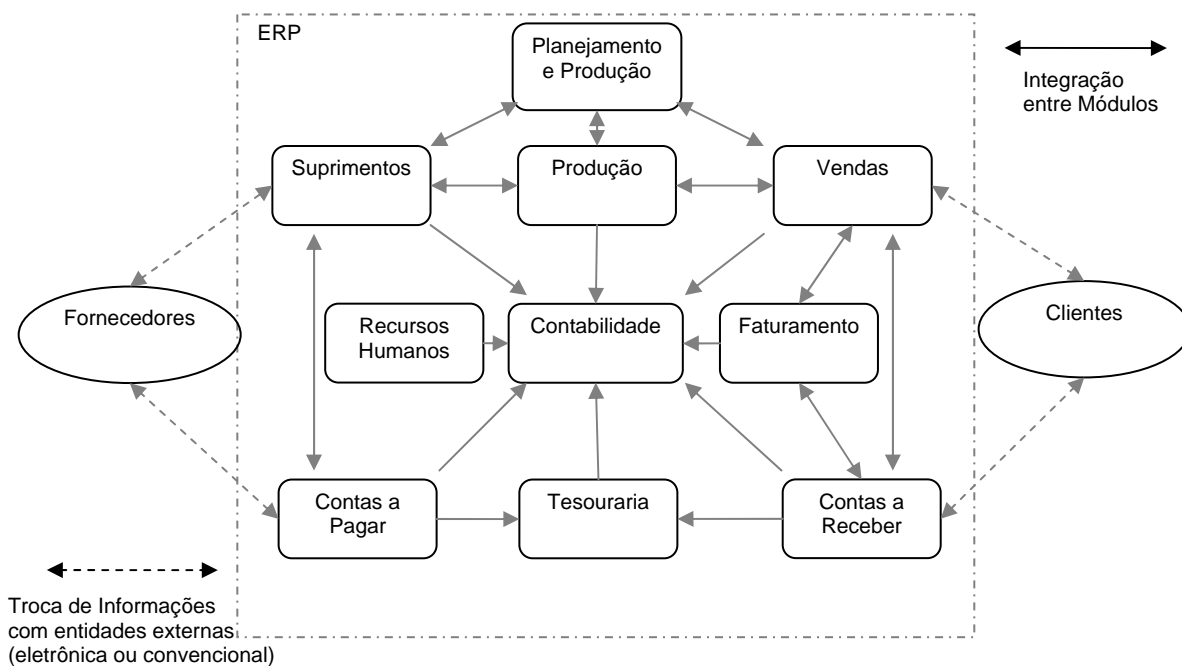 ERP
Planejamento
e Produção
Integração
entre Módulos
Suprimentos
Produção
Vendas
Fornecedores
Recursos
Humanos
Contabilidade
Faturamento
Clientes
Contas a
Pagar
Tesouraria
Contas a
Receber
Troca de Informações
com entidades externas
(eletrônica ou convencional)